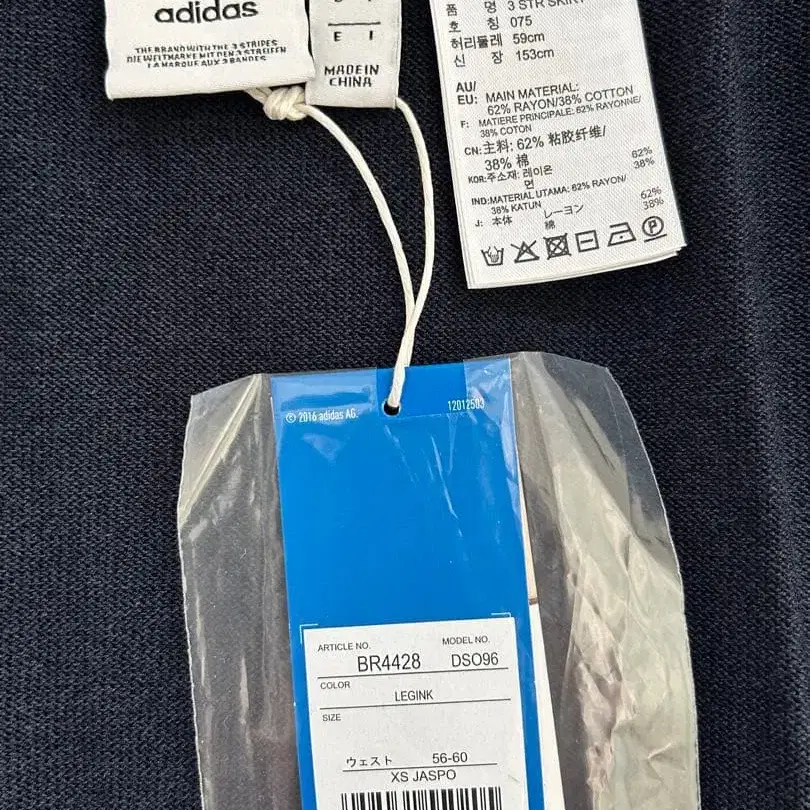 adidas
THE BRAND WITH THE 3 STRIPES
DIE WELTMARKE MIT DEN 3 STREIFEN
LA MARQUE AUX 3 BANDES
E I
MADE IN
CHINA
품 명 3 STR SKIRT
호 칭 075
허리둘레 59cm
신 장 153cm
AU/
EU: MAIN MATERIAL:
62% RAYON/38% COTTON
F: MATIERE PRINCIPALE: 62% RAYONNE/
38% COTON
CN:主料: 62% 粘胶纤维/
38% 棉
KOR:주소재: 레이온 62%
면 38%
IND:MATERIAL UTAMA: 62% RAYON/
38% KATUN
J: 本体 レーヨン 62%
綿 38%
© 2016 adidas AG. 12012503
ARTICLE NO. MODEL NO.
BR4428 DSO96
COLOR
LEGINK
SIZE
ウェスト 56-60
XS JASPO